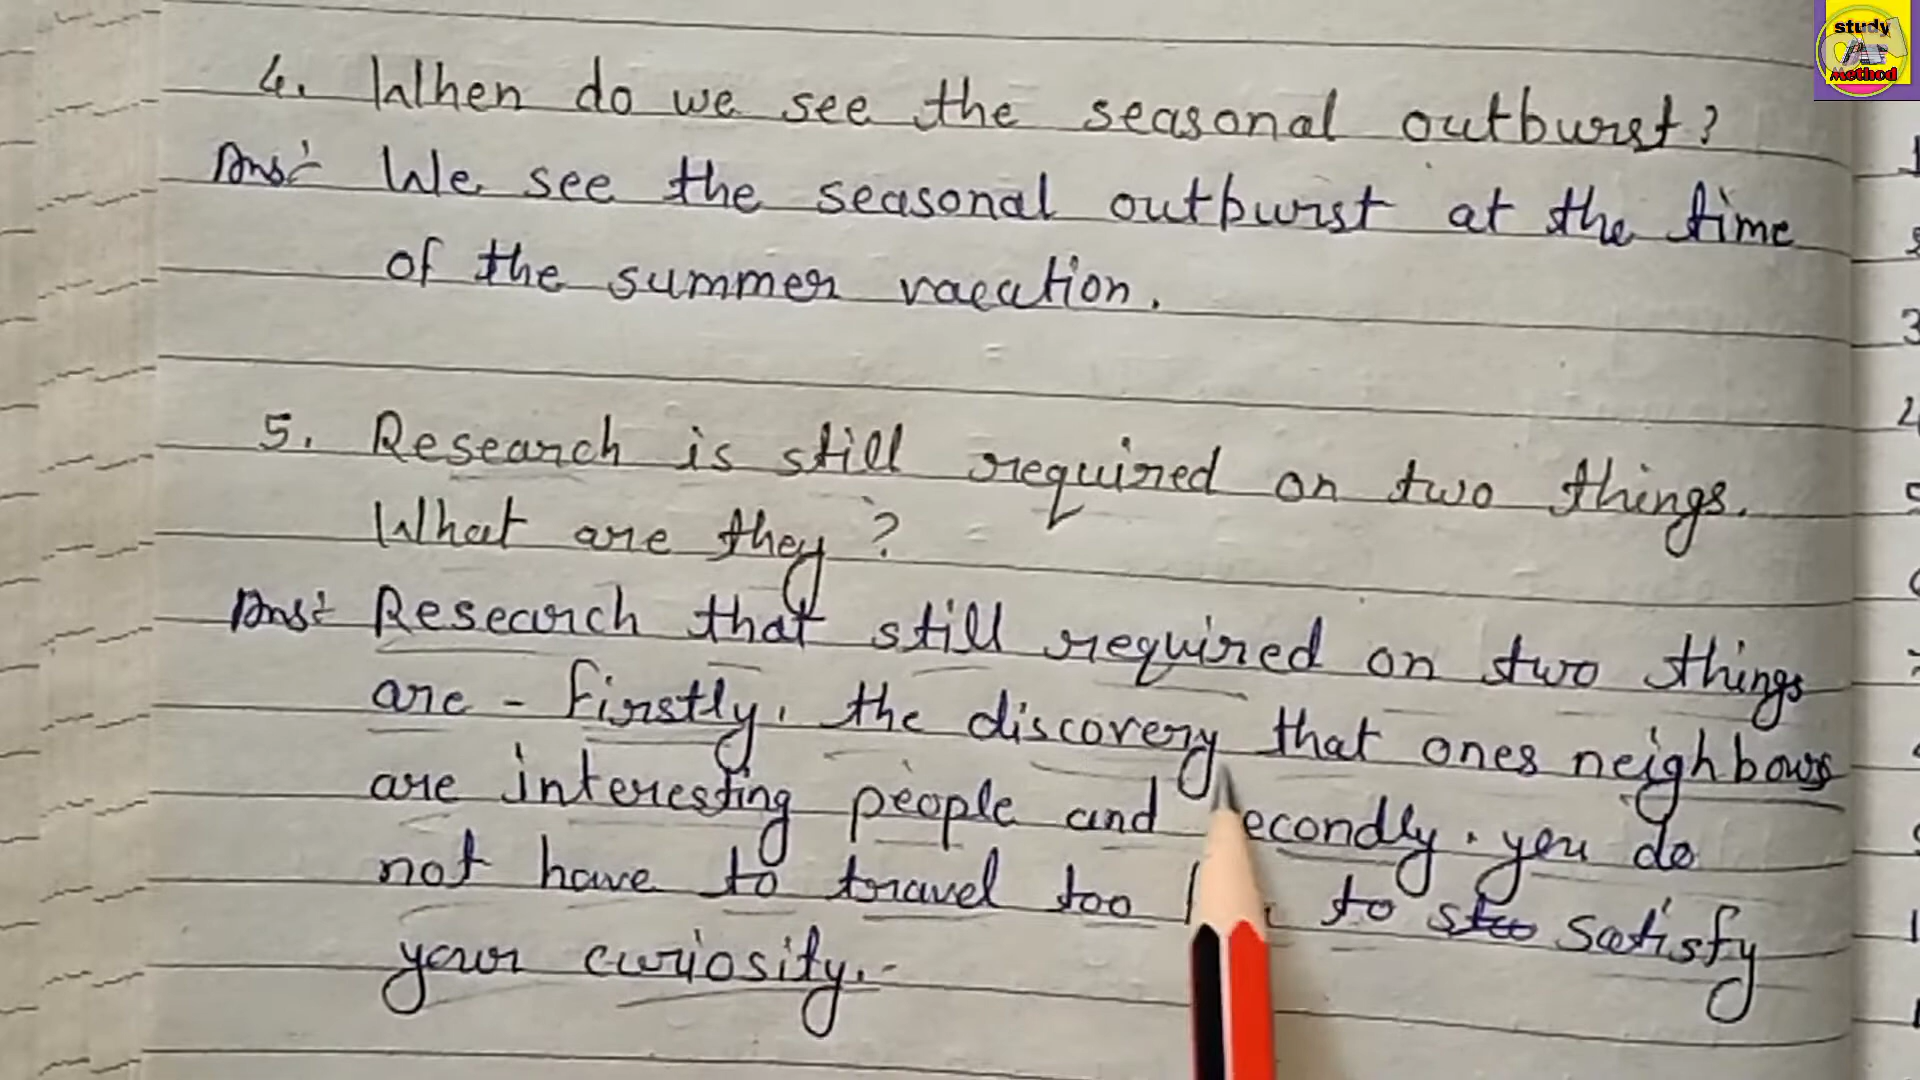 study
Method
4. When do we see the seasonal outburst?
Ans:- We see the seasonal outburst at the time
of the summer vacation.
5. Research is still required on two things.
What are they?
Ans:- Research that still required on two things
are - Firstly, the discovery that ones neighbours
are interesting people and econdly, you do
not have to travel too to satisfy
your curiosity.
3
4
5